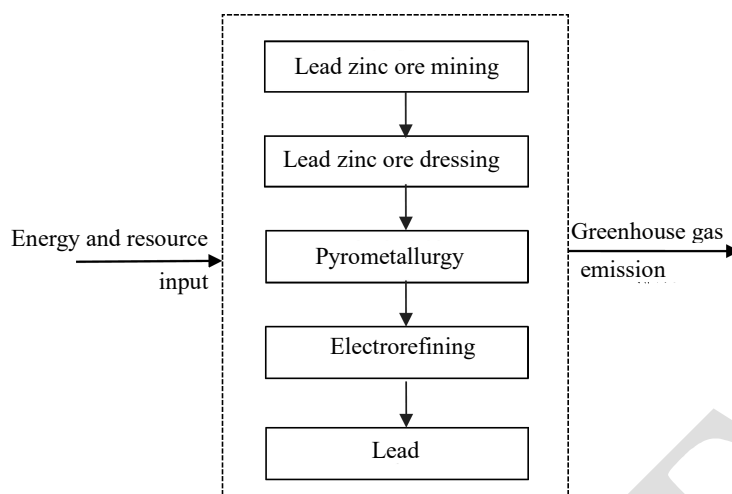 Lead zinc ore mining
Lead zinc ore dressing
Energy and resource
input
Pyrometallurgy
Greenhouse gas
emission
Electrorefining
Lead